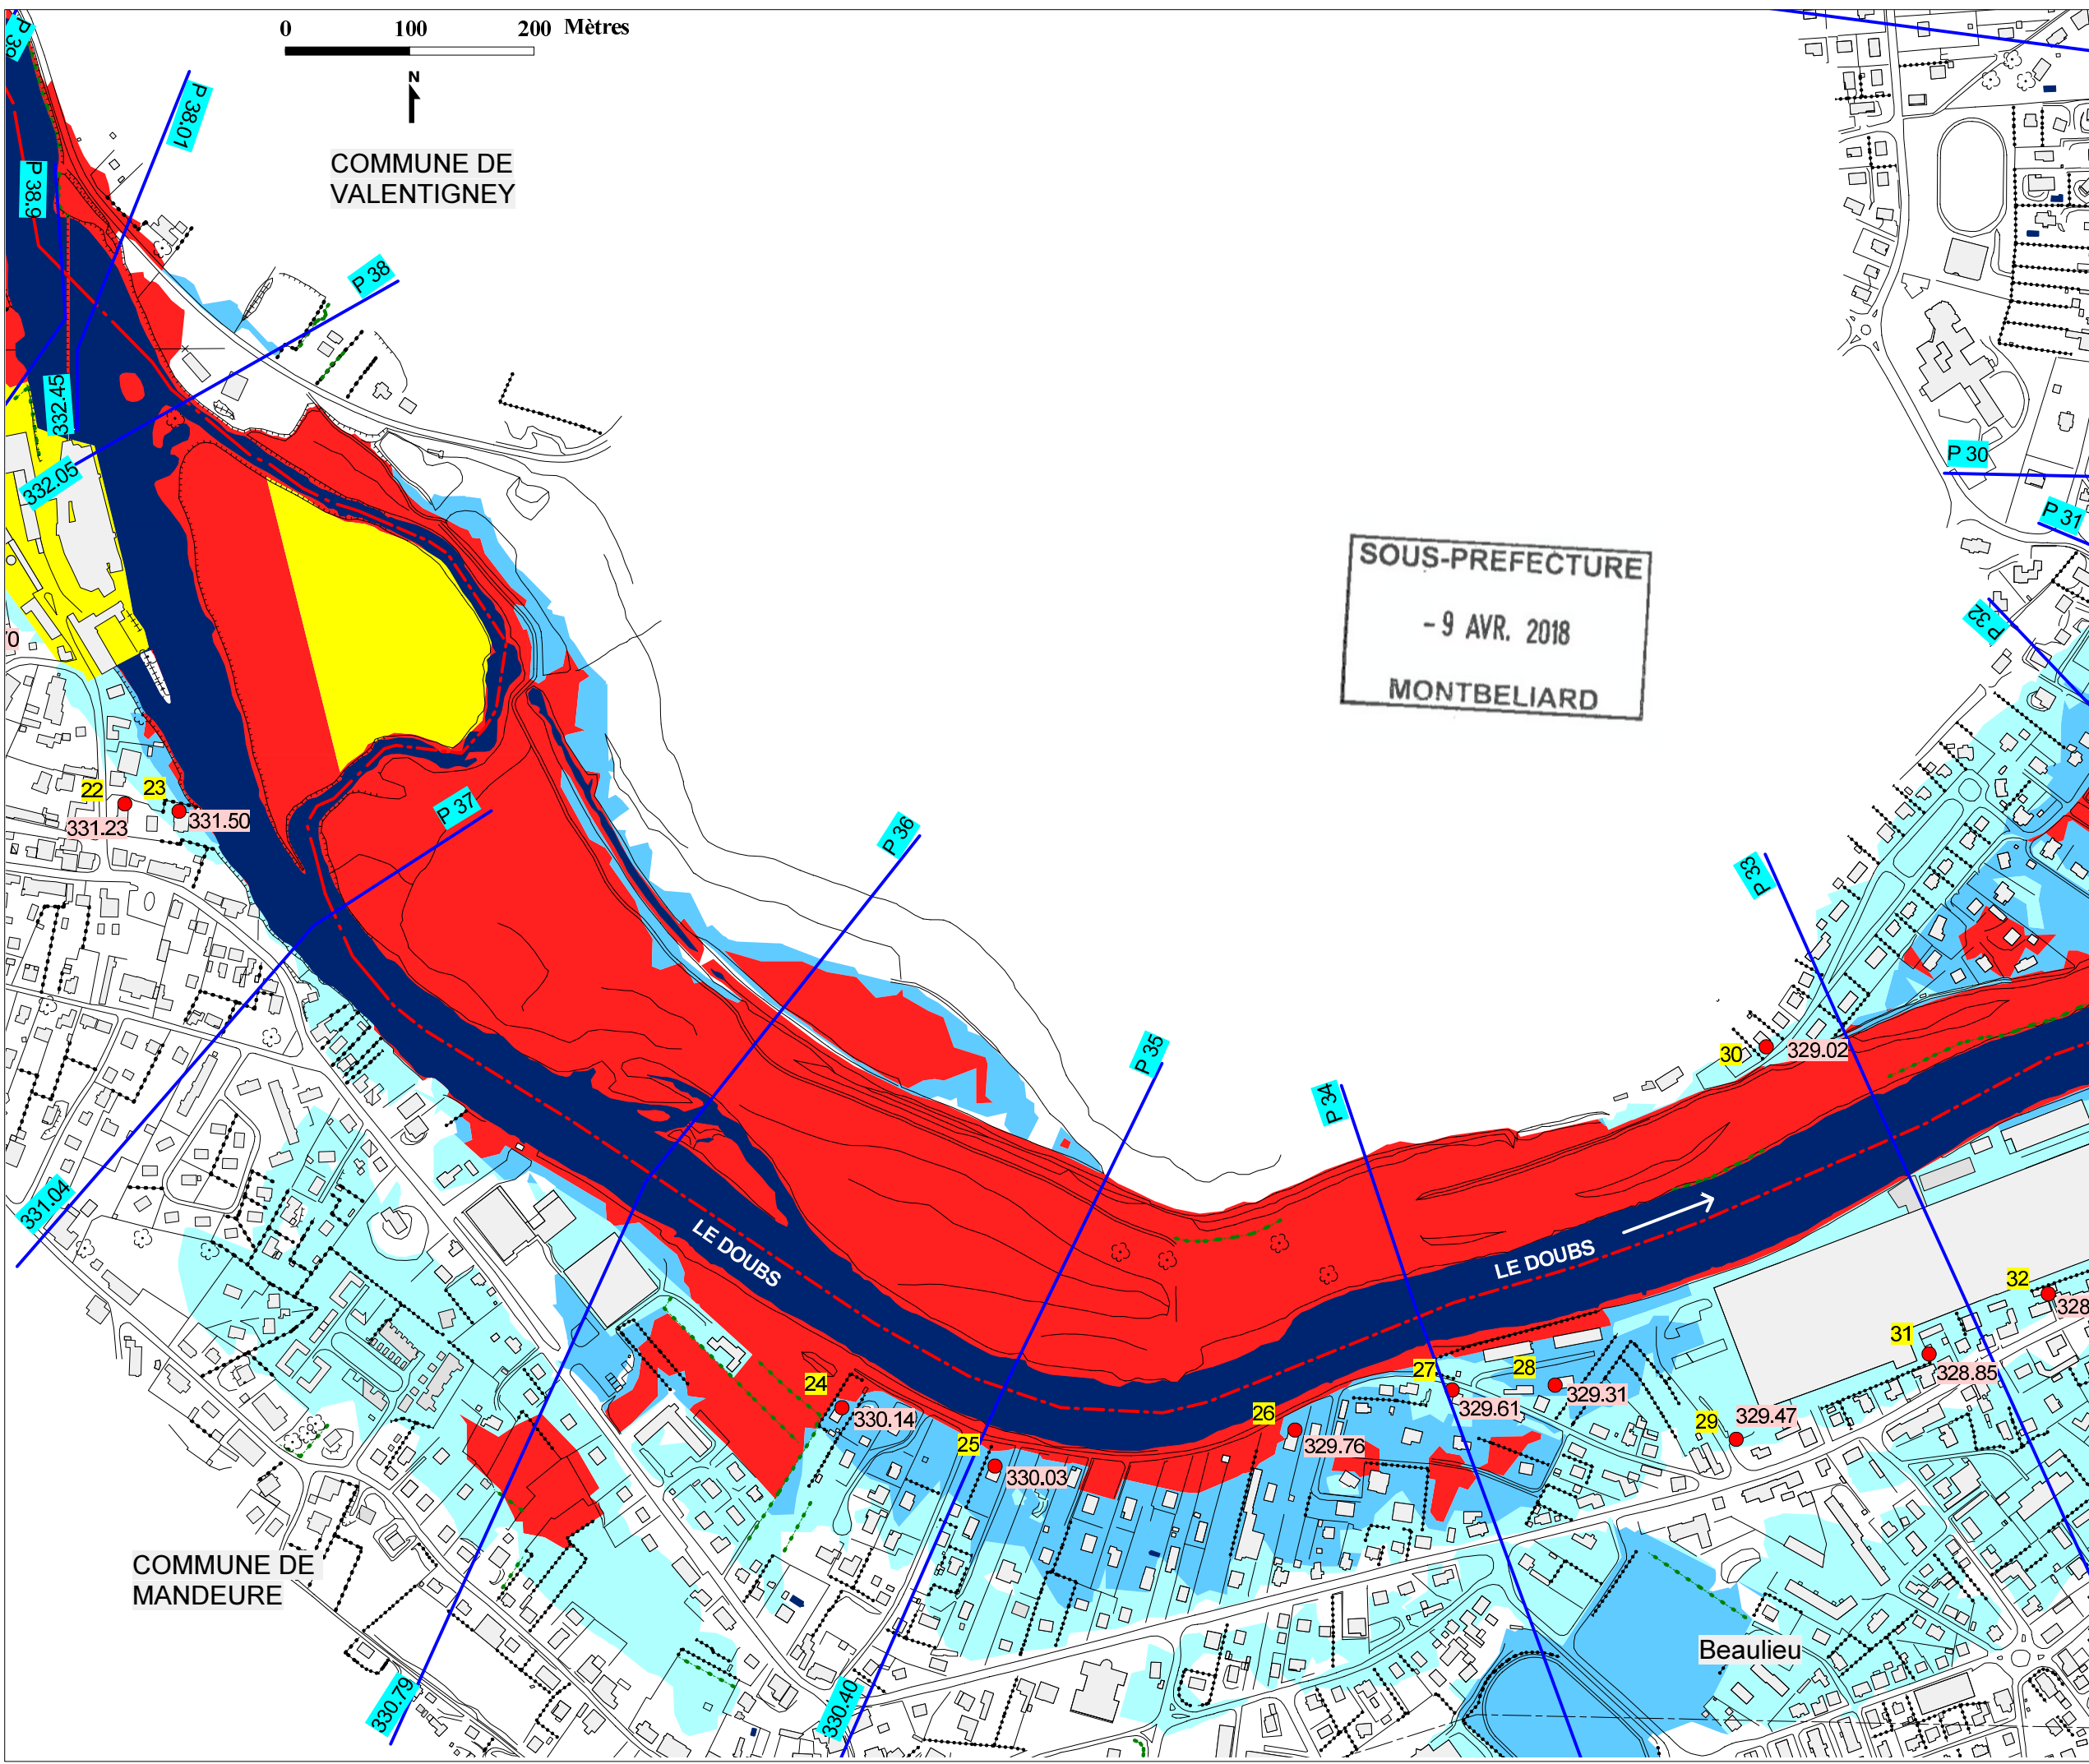 0 100 200 Mètres
N
P 39
P 38.01
P 38.9
COMMUNE DE
VALENTIGNEY
P 38
332.45
332.05
P 30
P 31
P 32
SOUS-PREFECTURE
- 9 AVR. 2018
MONTBELIARD
22
23
331.23
331.50
P 37
P 36
P 33
P 35
P 34
30
329.02
331.04
LE DOUBS
LE DOUBS
32
328
31
328.85
24
330.14
25
330.03
26
329.76
27
329.61
28
329.31
29
329.47
COMMUNE DE
MANDEURE
Beaulieu
330.79
330.40